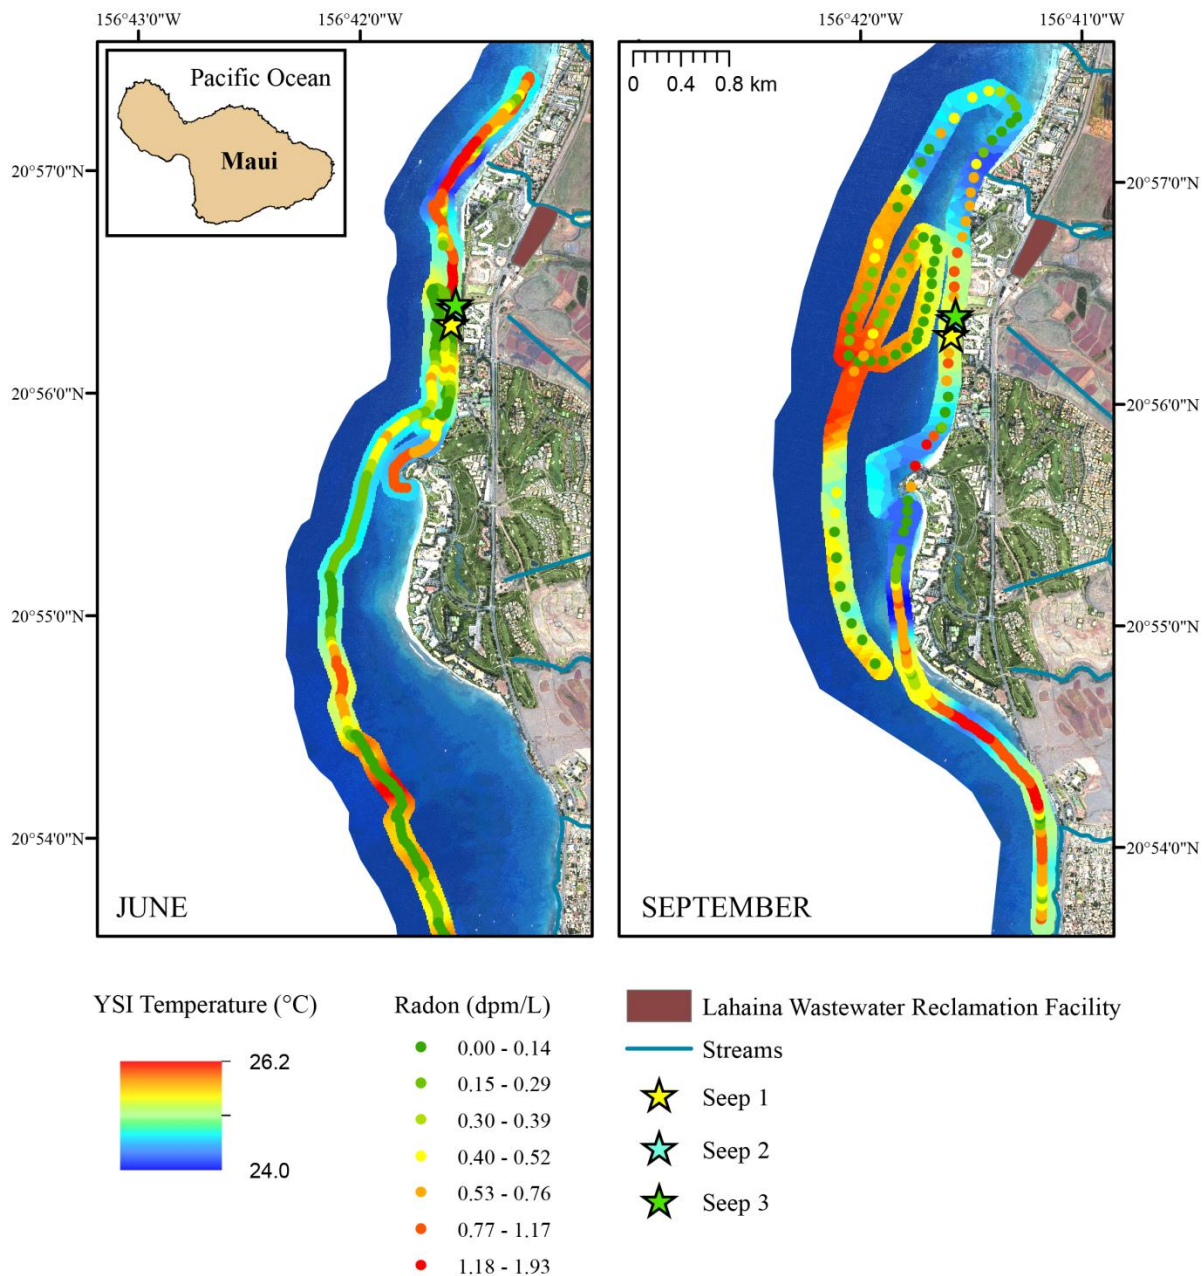 156°43'0"W
156°42'0"W
156°42'0"W
156°41'0"W
Pacific Ocean
Maui
0 0.4 0.8 km
20°57'0"N
20°57'0"N
20°56'0"N
20°56'0"N
20°55'0"N
20°55'0"N
20°54'0"N
20°54'0"N
JUNE
SEPTEMBER
YSI Temperature (°C)
26.2
24.0
Radon (dpm/L)
0.00 - 0.14
0.15 - 0.29
0.30 - 0.39
0.40 - 0.52
0.53 - 0.76
0.77 - 1.17
1.18 - 1.93
Lahaina Wastewater Reclamation Facility
Streams
Seep 1
Seep 2
Seep 3